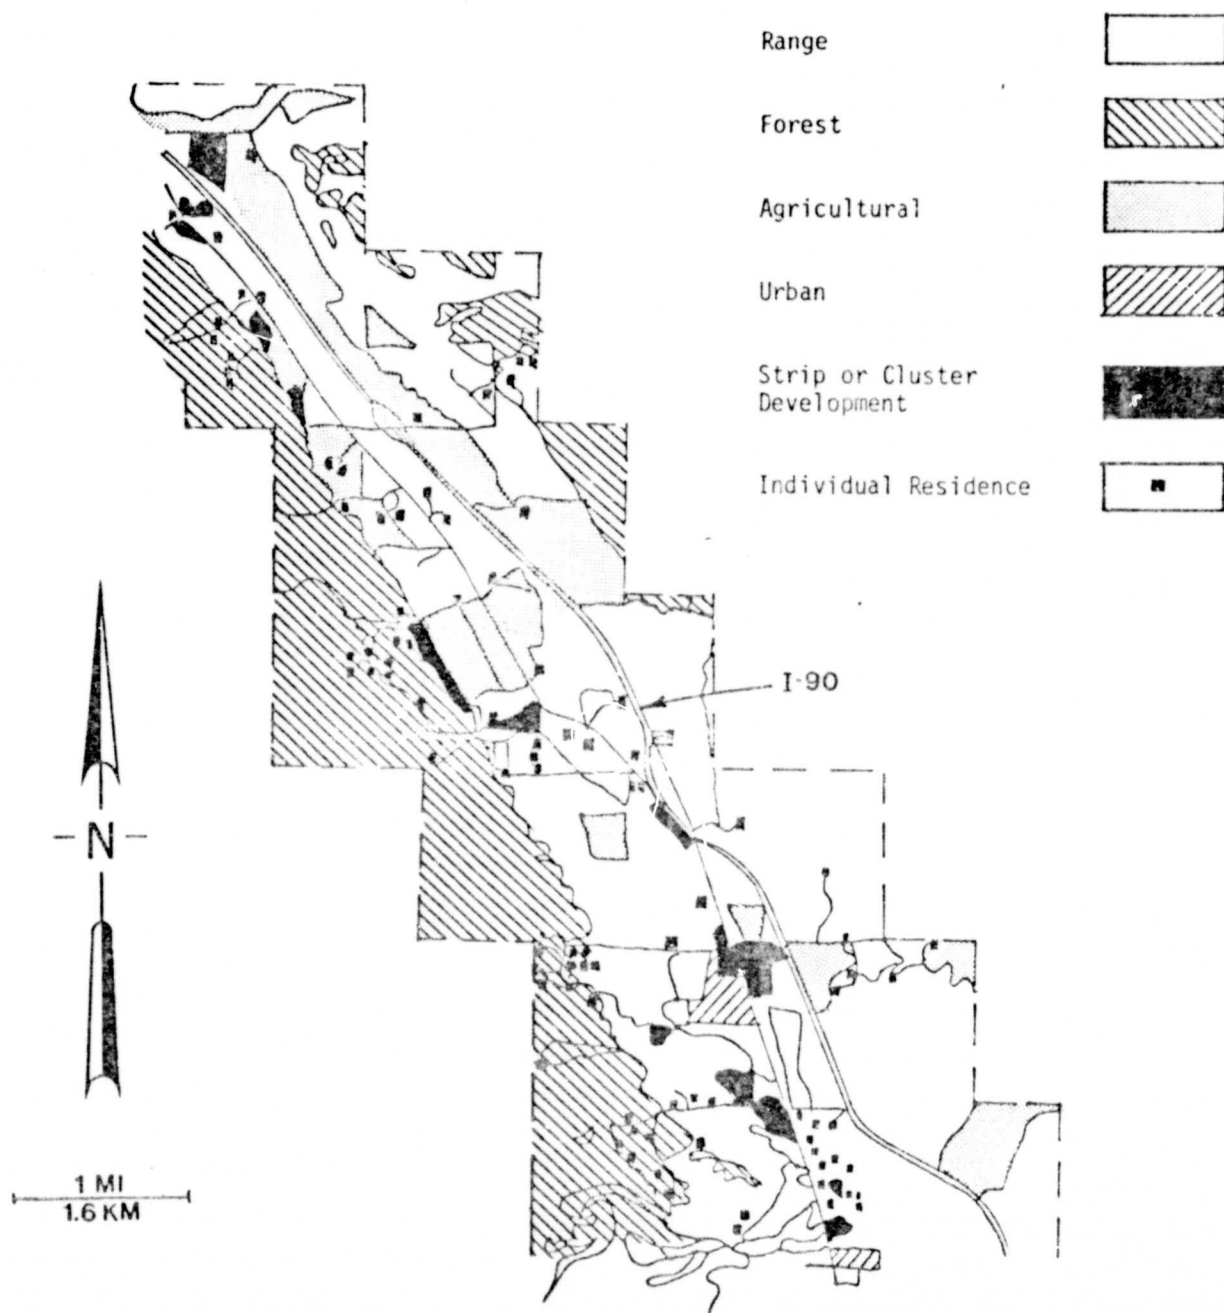 Range
Forest
Agricultural
Urban
Strip or Cluster
Development
Individual Residence
I-90
N
1 MI
1.6 KM